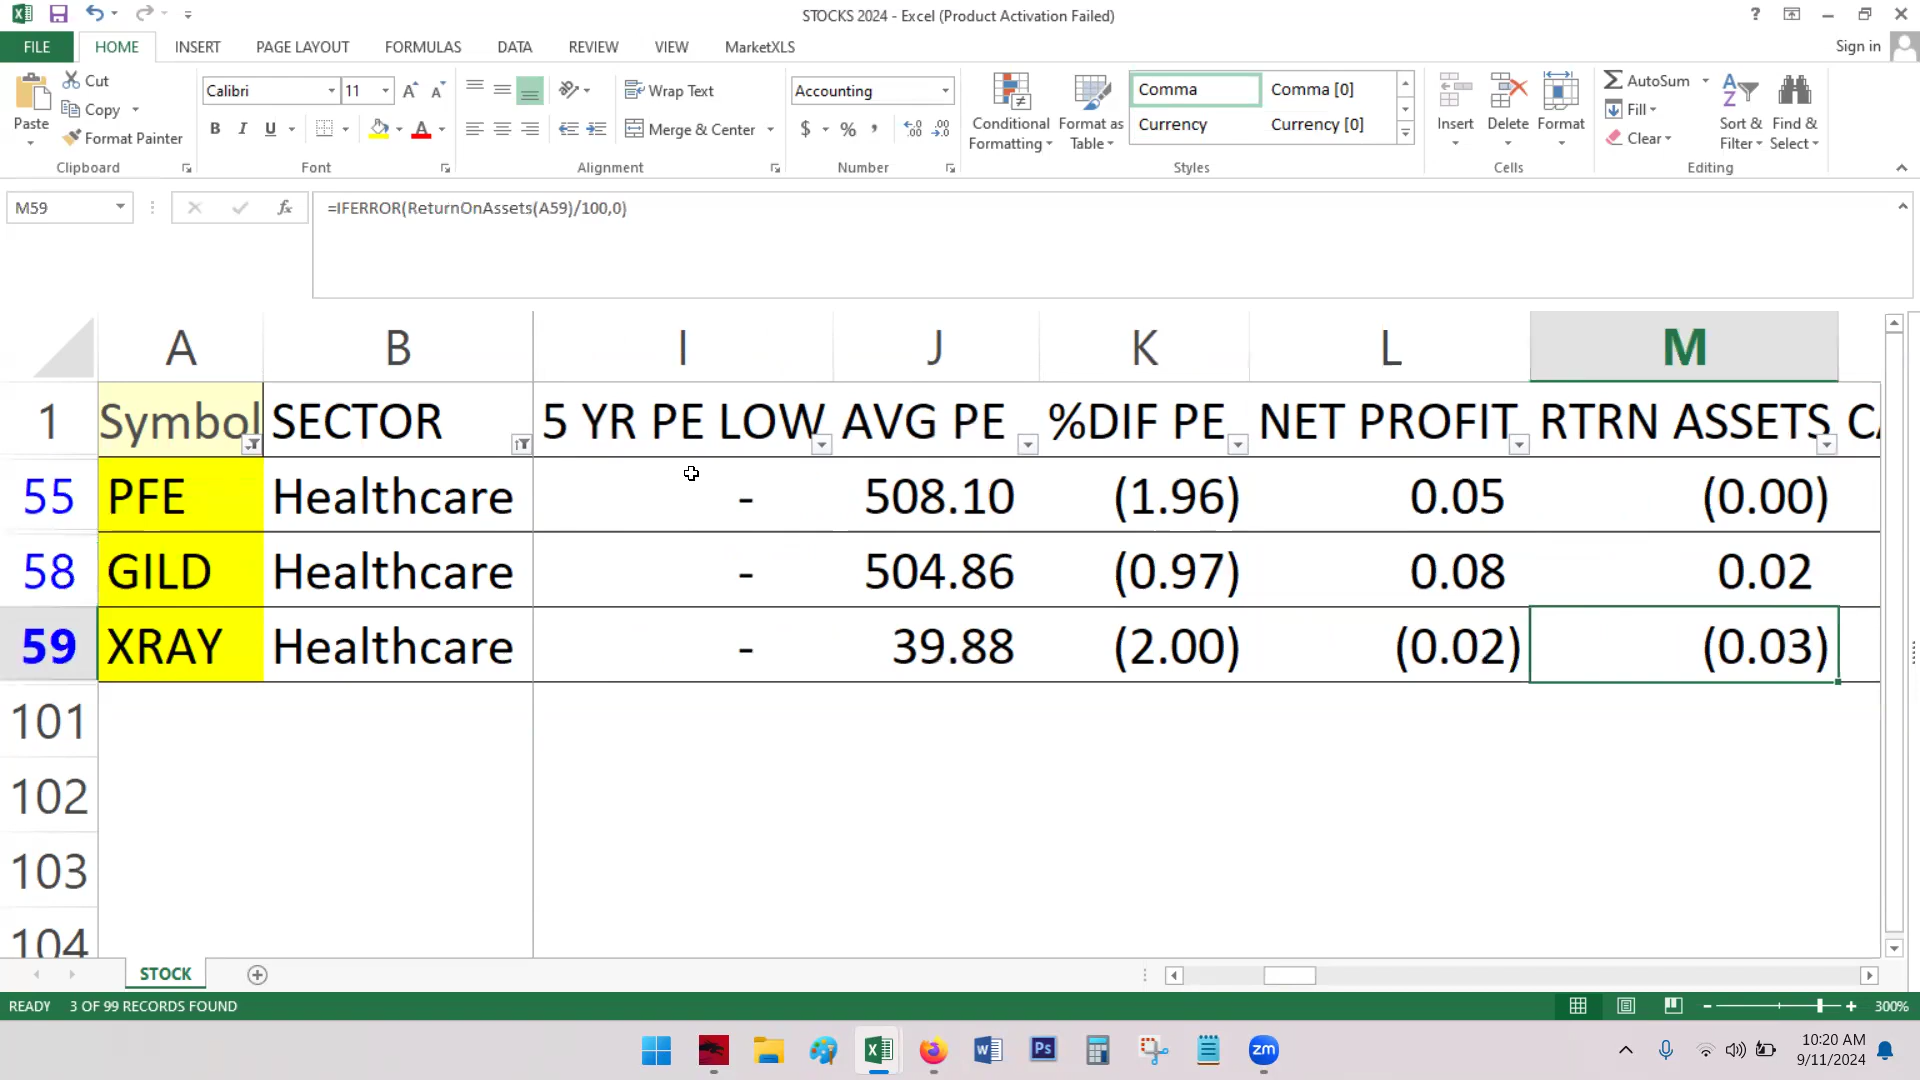 STOCKS 2024 - Excel (Product Activation Failed)
?
FILE HOME INSERT PAGE LAYOUT FORMULAS DATA REVIEW VIEW MarketXLS Sign in
Paste Cut Copy Format Painter
Calibri 11 B I U
Wrap Text Merge & Center
Accounting $ % ,
Conditional Formatting Format as Table
Comma Comma [0] Currency Currency [0]
Insert Delete Format
AutoSum Fill Clear
Sort & Filter Find & Select
Clipboard Font Alignment Number Styles Cells Editing
M59 fx =IFERROR(ReturnOnAssets(A59)/100,0)
A B I J K L M
1 Symbol SECTOR 5 YR PE LOW AVG PE %DIF PE NET PROFIT RTRN ASSETS
55 PFE Healthcare - 508.10 (1.96) 0.05 (0.00)
58 GILD Healthcare - 504.86 (0.97) 0.08 0.02
59 XRAY Healthcare - 39.88 (2.00) (0.02) (0.03)
101
102
103
104
STOCK
READY 3 OF 99 RECORDS FOUND 300%
Ps zm
10:20 AM
9/11/2024